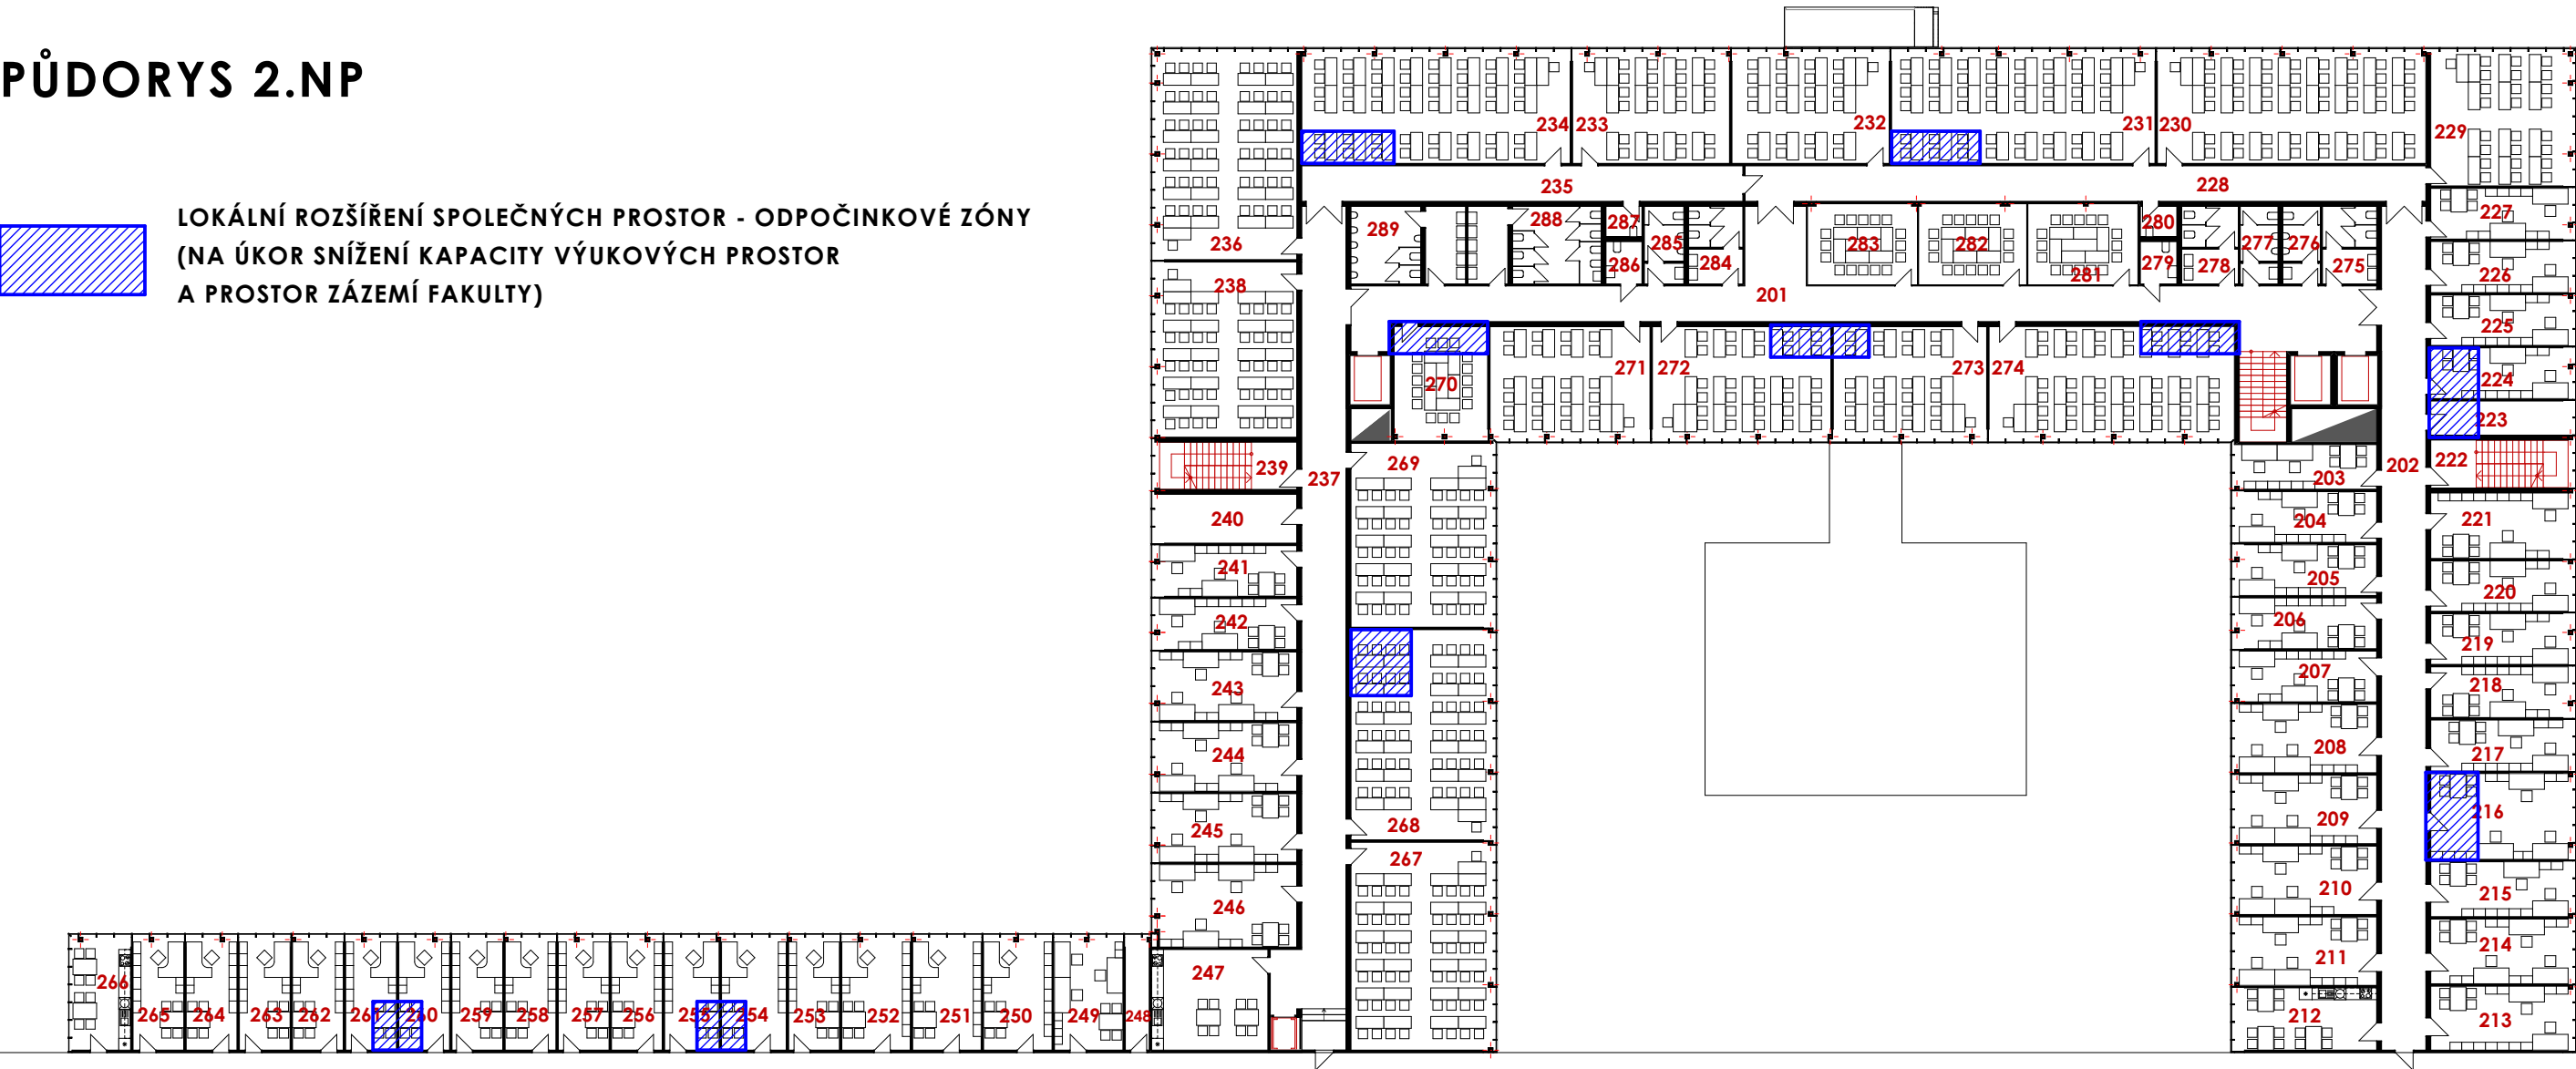 PŮDORYS 2.NP
LOKÁLNÍ ROZŠÍŘENÍ SPOLEČNÝCH PROSTOR - ODPOČINKOVÉ ZÓNY
(NA ÚKOR SNÍŽENÍ KAPACITY VÝUKOVÝCH PROSTOR
A PROSTOR ZÁZEMÍ FAKULTY)
234 233 232 231 230 229
235 228
236 289 288 287 285 286 284 283 282 281 280 279 278 277 276 275 227
238 201 226
225
270 271 272 273 274 224
223
239 237 269 203 202 222
240 204 221
241 205 220
242 206 219
243 207 218
244 208 217
245 268 209 216
267
246 210 215
247 211 214
266 265 264 263 262 261 260 259 258 257 256 255 254 253 252 251 250 249 248 212 213